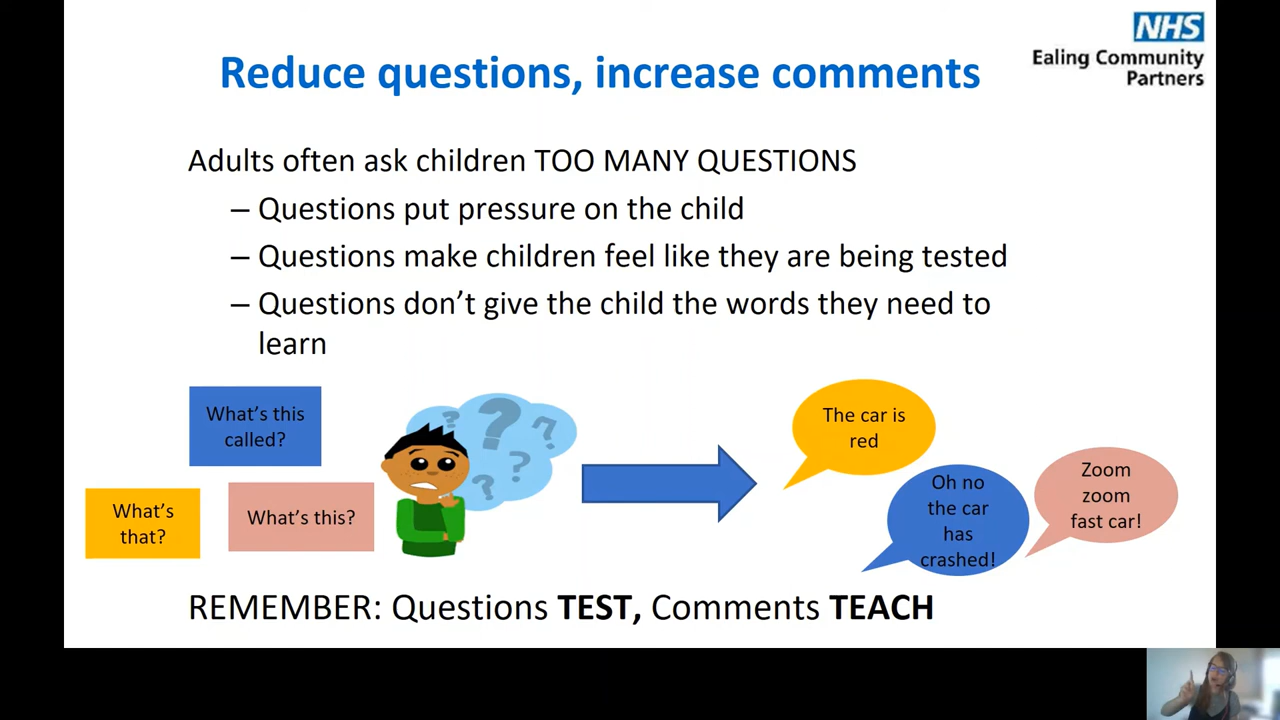 NHS
Ealing Community
Partners
Reduce questions, increase comments
Adults often ask children TOO MANY QUESTIONS
– Questions put pressure on the child
– Questions make children feel like they are being tested
– Questions don’t give the child the words they need to
learn
What’s this
called?
What’s
that?
What’s this?
? ? ? ? ?
The car is
red
Oh no
the car
has
crashed!
Zoom
zoom
fast car!
REMEMBER: Questions TEST, Comments TEACH